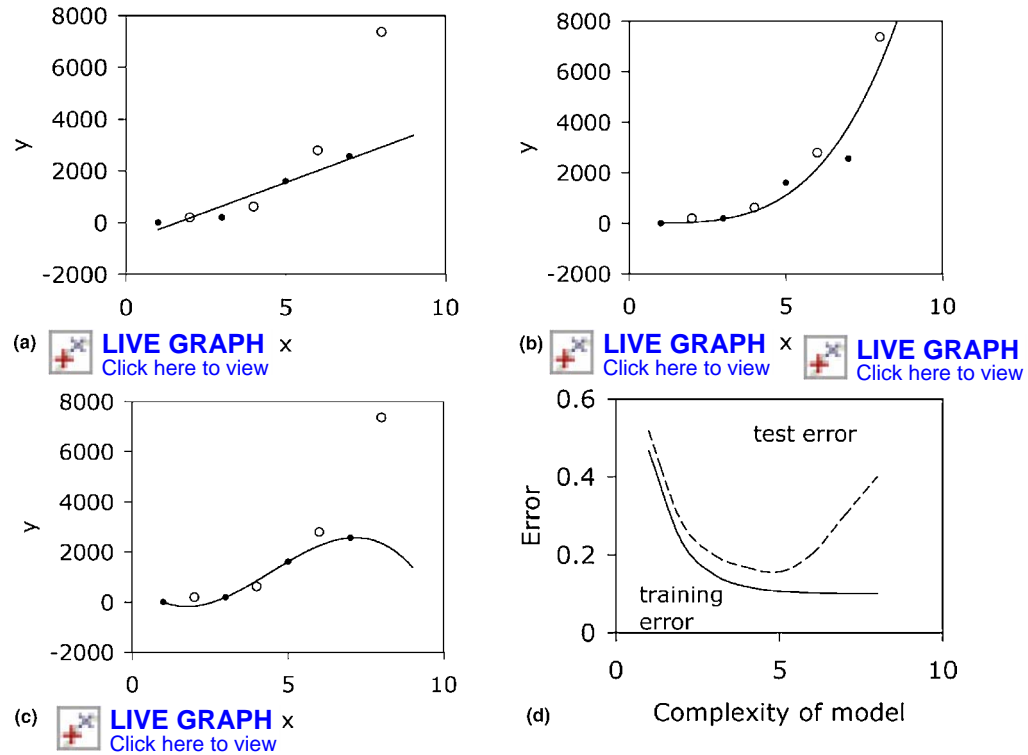 8000
6000
4000
2000
0
-2000
y
0
5
10
(a)
LIVE GRAPH
Click here to view
x
8000
6000
4000
2000
0
-2000
y
0
5
10
(b)
LIVE GRAPH
Click here to view
x
LIVE GRAPH
Click here to view
8000
6000
4000
2000
0
-2000
y
0
5
10
(c)
LIVE GRAPH
Click here to view
x
0.6
0.4
0.2
0
Error
test error
training
error
0
5
10
(d)
Complexity of model